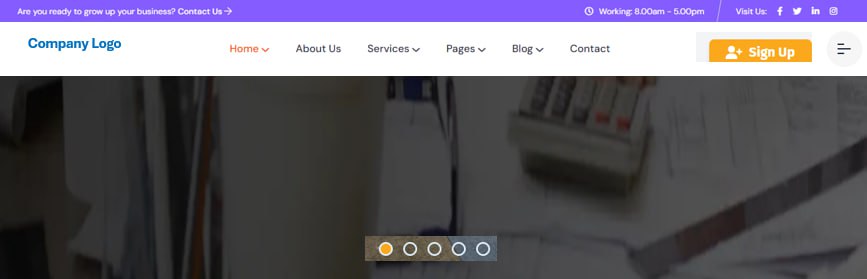 Are you ready to grow up your business? Contact Us
Working: 8.00am - 5.00pm
Visit Us:
Company Logo
Home
About Us
Services
Pages
Blog
Contact
Sign Up